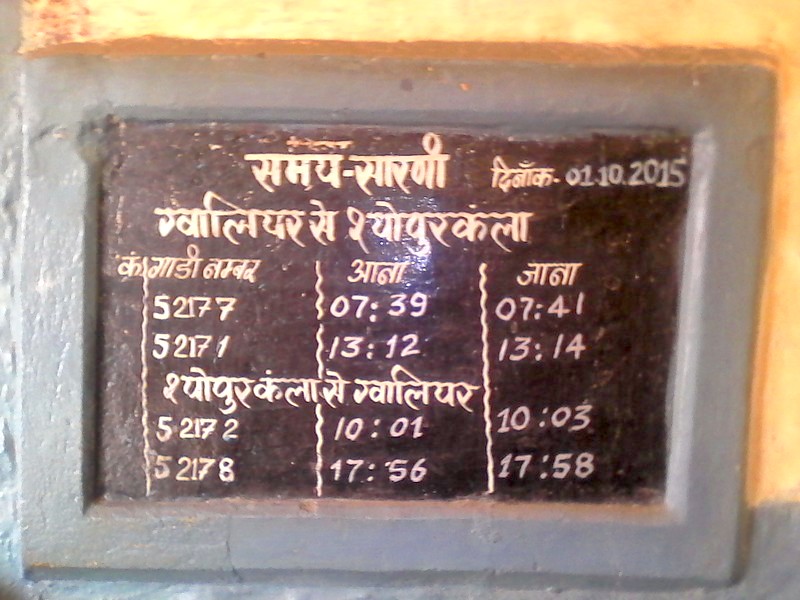 समय-सारणी दिनाँक- 01.10.2015
ग्वालियर से श्योपुरकंला
क्रं गाडी नम्बर आना जाना
52177 07:39 07:41
52171 13:12 13:14
श्योपुरकंला से ग्वालियर
52172 10:01 10:03
52178 17:56 17:58